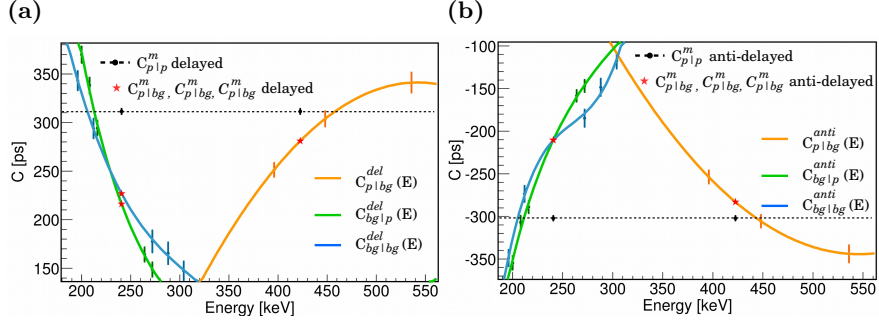 (a)
C^m_{p|p} delayed
C^m_{p|bg}, C^m_{p|bg}, C^m_{p|bg} delayed
C^{del}_{p|bg} (E)
C^{del}_{bg|p} (E)
C^{del}_{bg|bg} (E)
C [ps]
350
300
250
200
150
200 250 300 350 400 450 500 550
Energy [keV]
(b)
C^m_{p|p} anti-delayed
C^m_{p|bg}, C^m_{p|bg}, C^m_{p|bg} anti-delayed
C^{anti}_{p|bg} (E)
C^{anti}_{bg|p} (E)
C^{anti}_{bg|bg} (E)
C [ps]
-100
-150
-200
-250
-300
-350
200 250 300 350 400 450 500 550
Energy [keV]